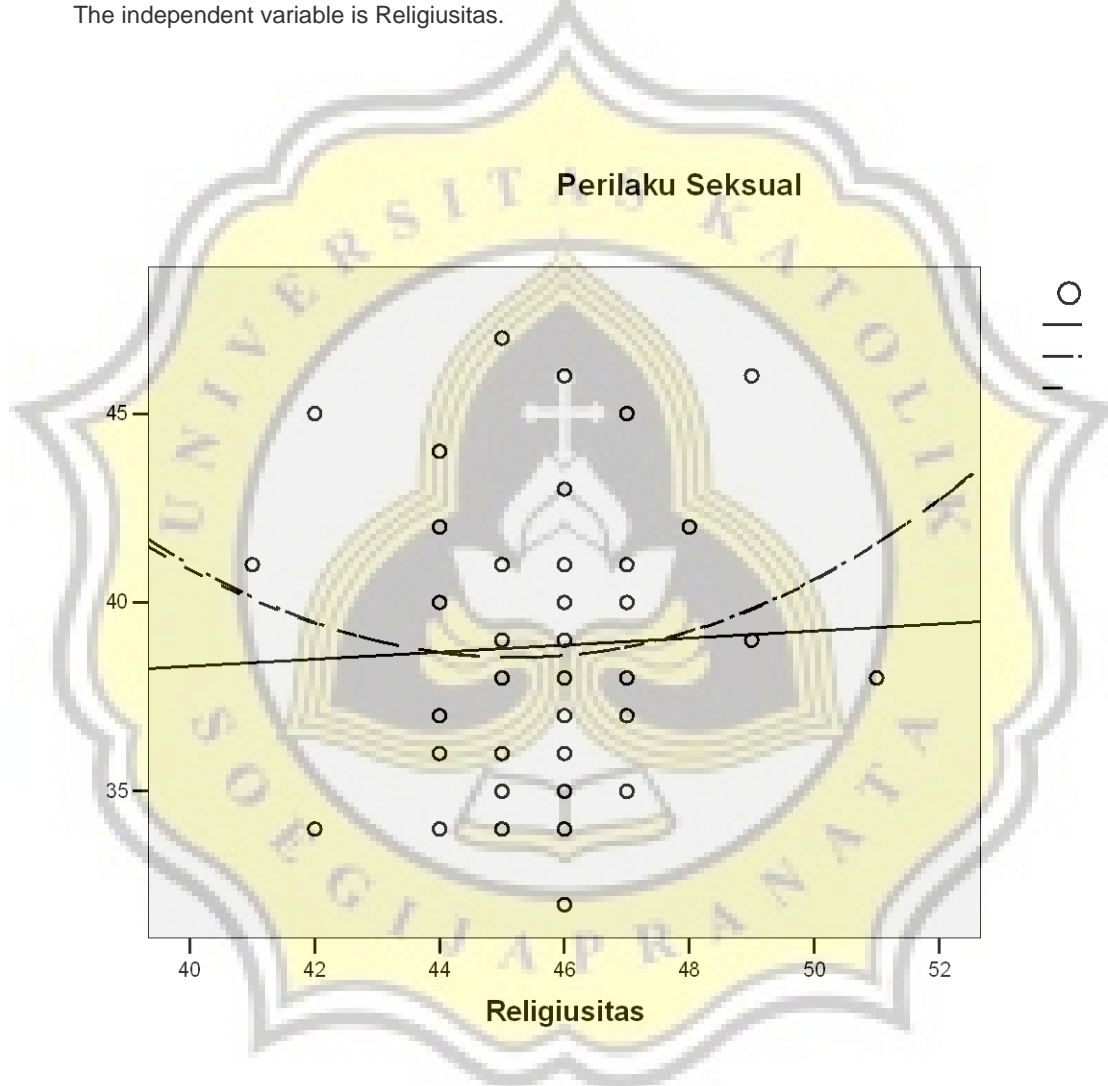 The independent variable is Religiusitas.
Perilaku Seksual
UNIVERSITAS KATOLIK
45
40
35
40 42 44 46 48 50 52
Religiusitas
SOEGIJAPRANATA